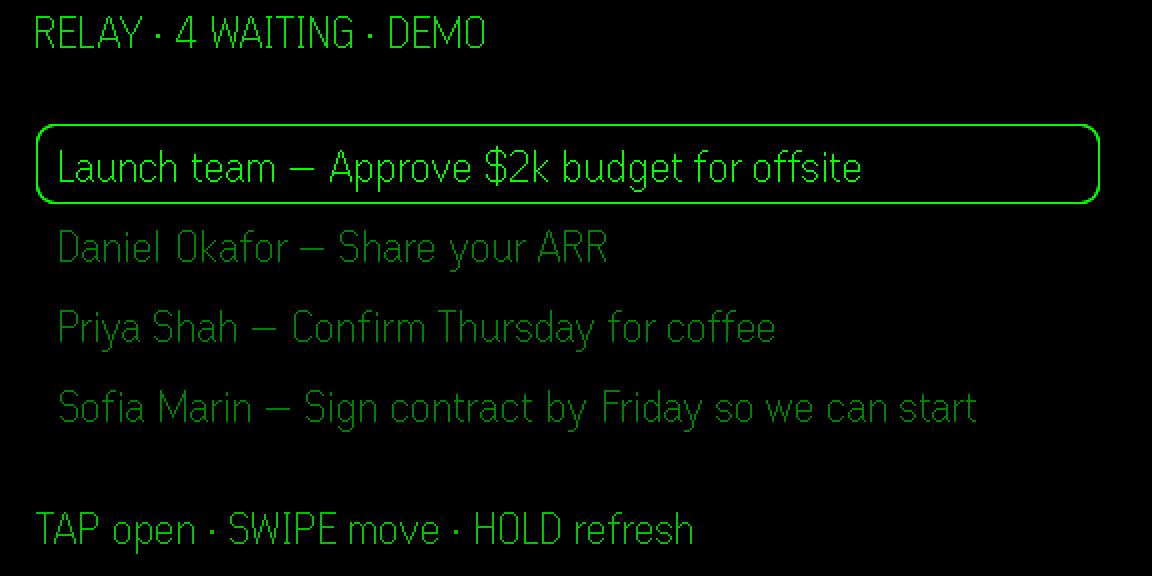 RELAY · 4 WAITING · DEMO
Launch team — Approve $2k budget for offsite
Daniel Okafor — Share your ARR
Priya Shah — Confirm Thursday for coffee
Sofia Marin — Sign contract by Friday so we can start
TAP open · SWIPE move · HOLD refresh